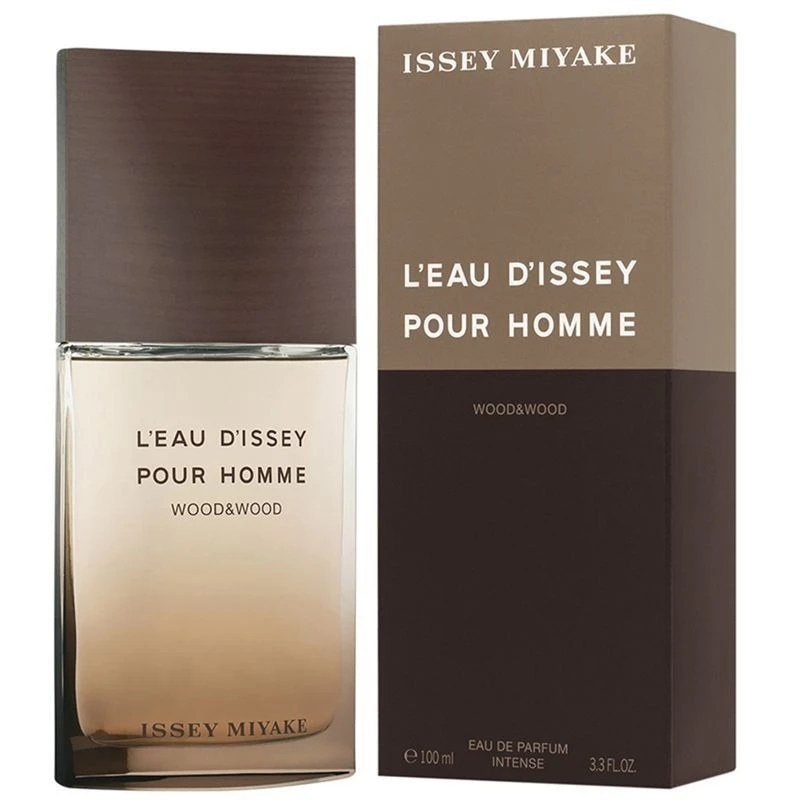 L'EAU D'ISSEY
POUR HOMME
WOOD&WOOD
ISSEY MIYAKE
ISSEY MIYAKE
L'EAU D'ISSEY
POUR HOMME
WOOD&WOOD
℮ 100 ml
EAU DE PARFUM
INTENSE
3.3 FL.OZ.